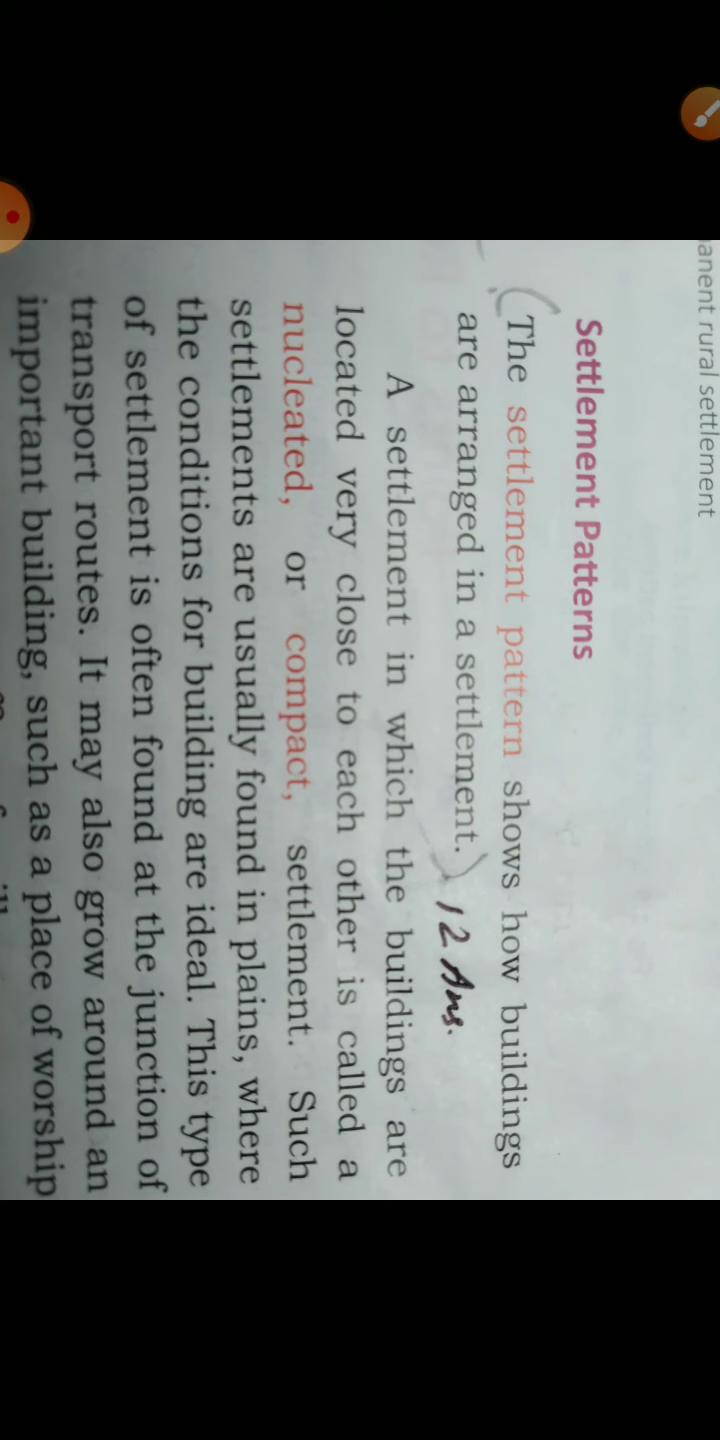 anent rural settlement
Settlement Patterns
The settlement pattern shows how buildings
are arranged in a settlement.) 12 Ans.
A settlement in which the buildings are
located very close to each other is called a
nucleated, or compact, settlement. Such
settlements are usually found in plains, where
the conditions for building are ideal. This type
of settlement is often found at the junction of
transport routes. It may also grow around an
important building, such as a place of worship